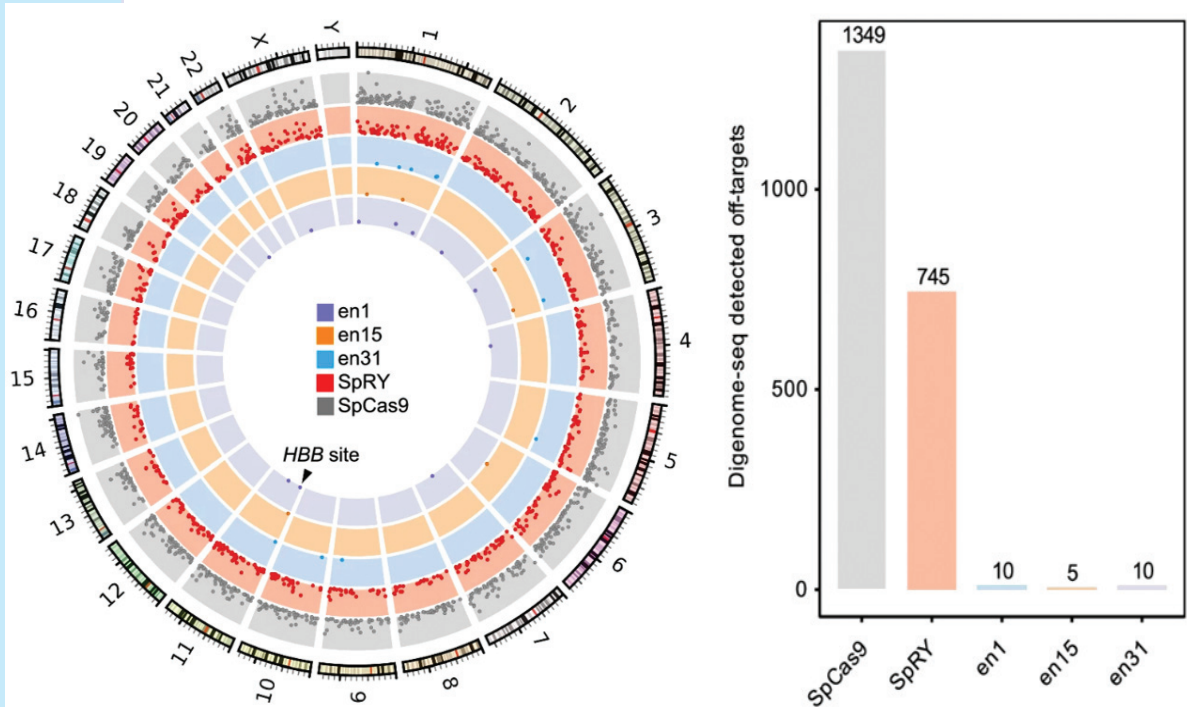 1
2
3
4
5
6
7
8
9
10
11
12
13
14
15
16
17
18
19
20
21
22
X
Y
en1
en15
en31
SpRY
SpCas9
HBB site
Digenome-seq detected off-targets
1000
500
0
1349
745
10
5
10
SpCas9
SpRY
en1
en15
en31